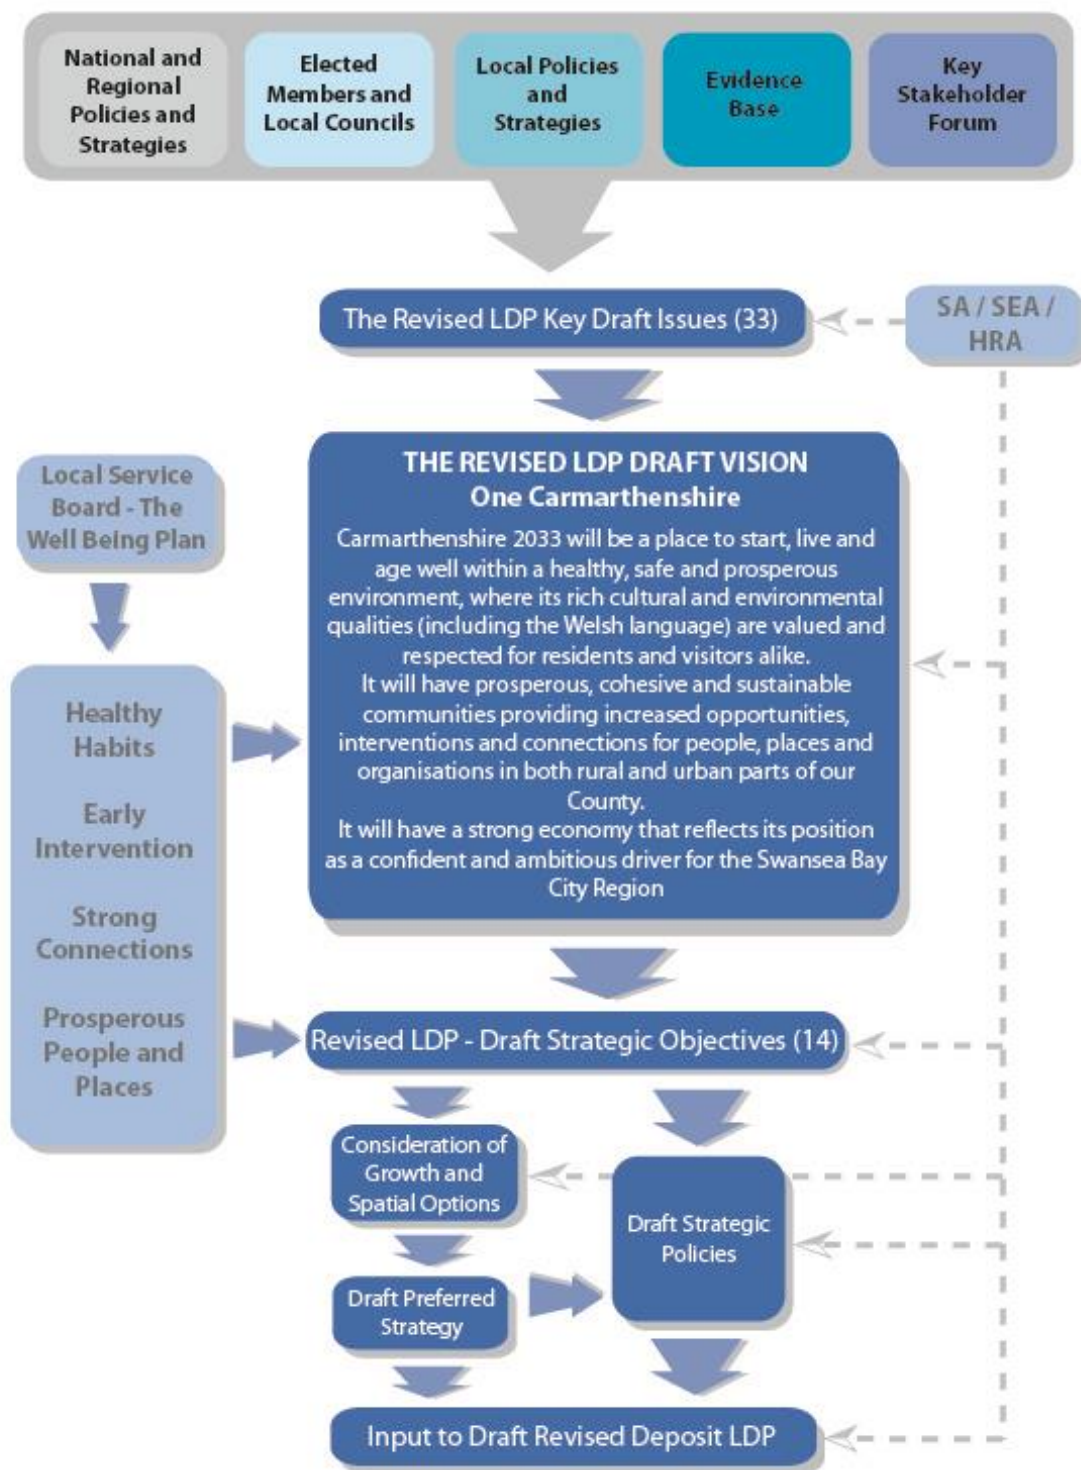 National and
Regional
Policies and
Strategies
Elected
Members and
Local Councils
Local Policies
and
Strategies
Evidence
Base
Key
Stakeholder
Forum
The Revised LDP Key Draft Issues (33)
SA / SEA /
HRA
Local Service
Board - The
Well Being Plan
THE REVISED LDP DRAFT VISION
One Carmarthenshire
Carmarthenshire 2033 will be a place to start, live and
age well within a healthy, safe and prosperous
environment, where its rich cultural and environmental
qualities (including the Welsh language) are valued and
respected for residents and visitors alike.
It will have prosperous, cohesive and sustainable
communities providing increased opportunities,
interventions and connections for people, places and
organisations in both rural and urban parts of our
County.
It will have a strong economy that reflects its position
as a confident and ambitious driver for the Swansea Bay
City Region
Healthy
Habits
Early
Intervention
Strong
Connections
Prosperous
People and
Places
Revised LDP - Draft Strategic Objectives (14)
Consideration of
Growth and
Spatial Options
Draft Strategic
Policies
Draft Preferred
Strategy
Input to Draft Revised Deposit LDP